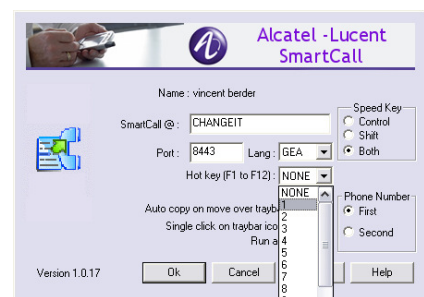 Alcatel -Lucent
SmartCall
Name : vincent berder
SmartCall @ : CHANGEIT
Port : 8443 Lang : GEA
Hot key (F1 to F12) : NONE
NONE
1
2
3
4
5
6
7
8
Speed Key
Control
Shift
Both
Auto copy on move over
Single click on traybar
Run
Phone Number
First
Second
Version 1.0.17
Ok
Cancel
Help